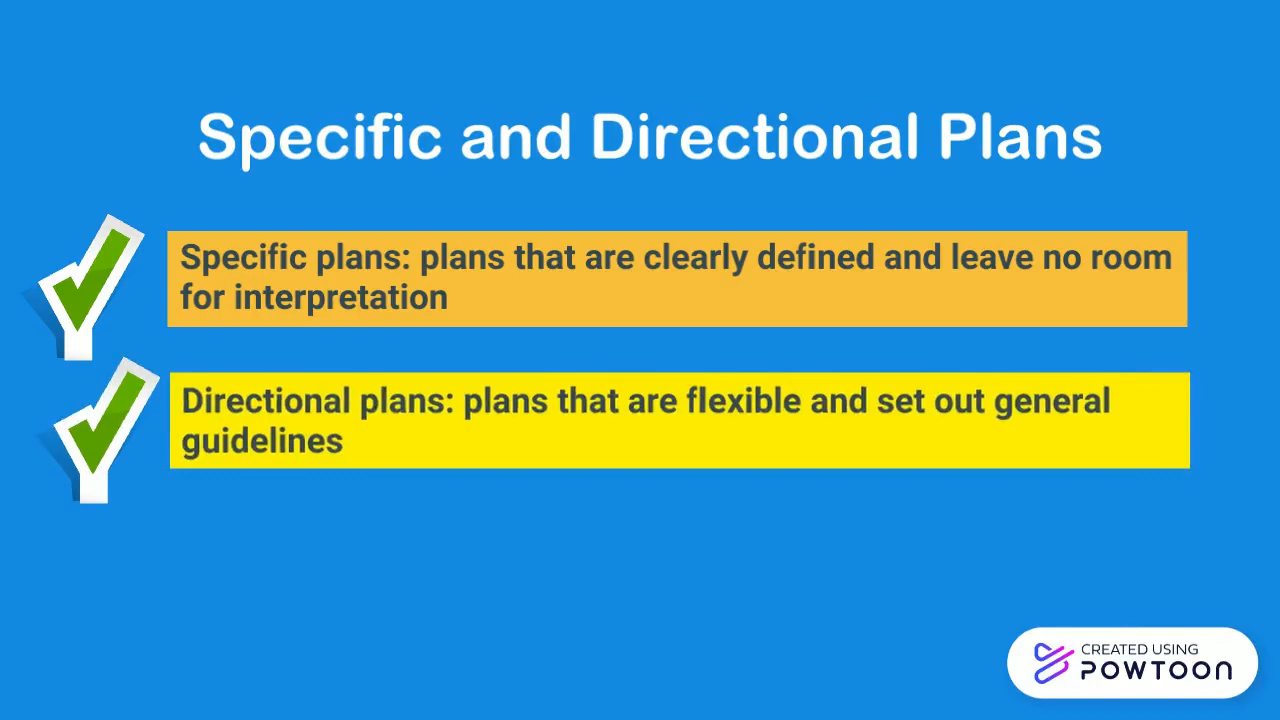 Specific and Directional Plans
Specific plans: plans that are clearly defined and leave no room
for interpretation
Directional plans: plans that are flexible and set out general
guidelines
CREATED USING
POWTOON